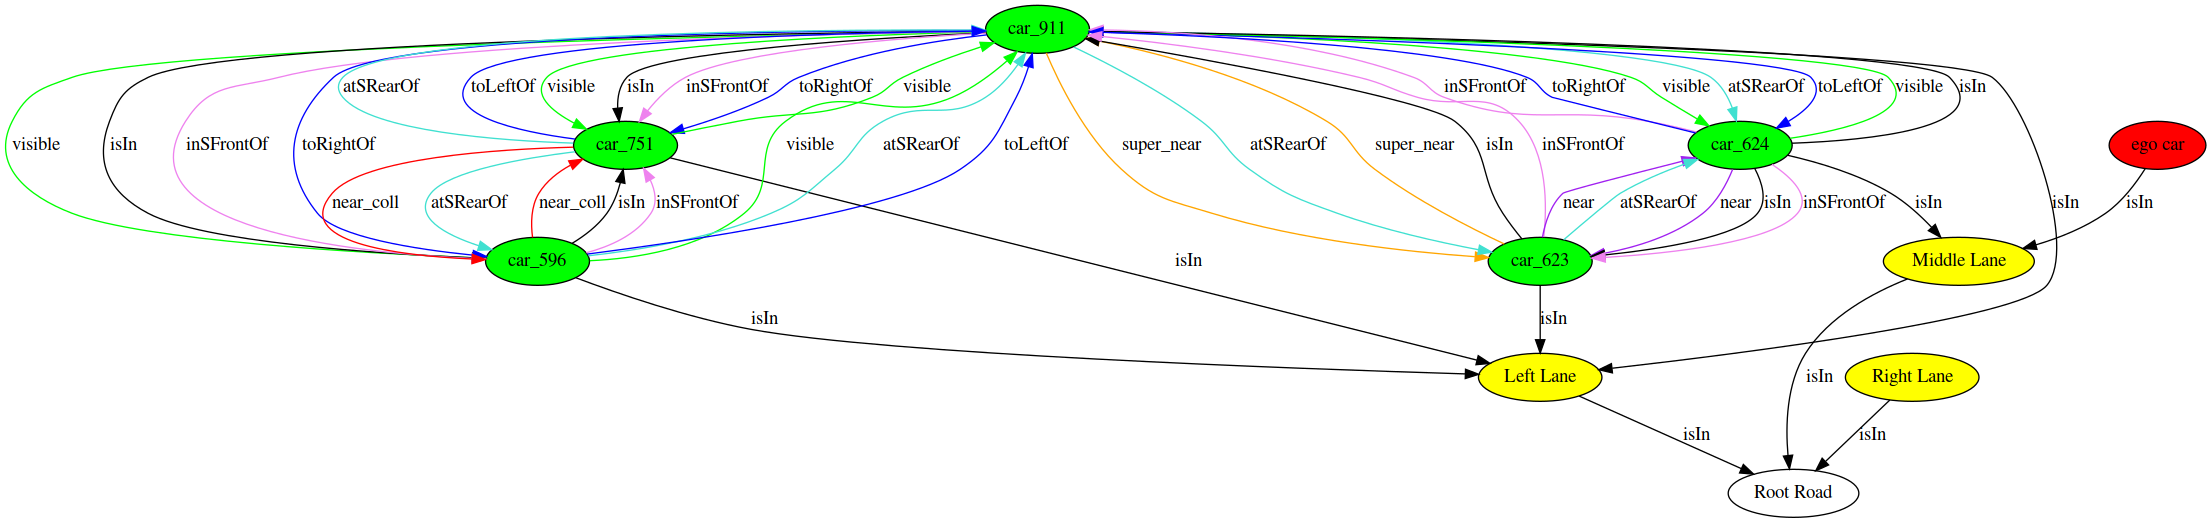 car_911
atSRearOf toLeftOf visible isIn inSFrontOf toRightOf visible inSFrontOf toRightOf visible atSRearOf toLeftOf visible isIn
visible isIn inSFrontOf toRightOf car_751 visible atSRearOf toLeftOf super_near atSRearOf super_near isIn inSFrontOf car_624 ego car
near_coll atSRearOf near_coll isIn inSFrontOf near atSRearOf near isIn inSFrontOf isIn isIn isIn
car_596 isIn car_623 Middle Lane
isIn isIn
Left Lane isIn Right Lane
isIn isIn
Root Road